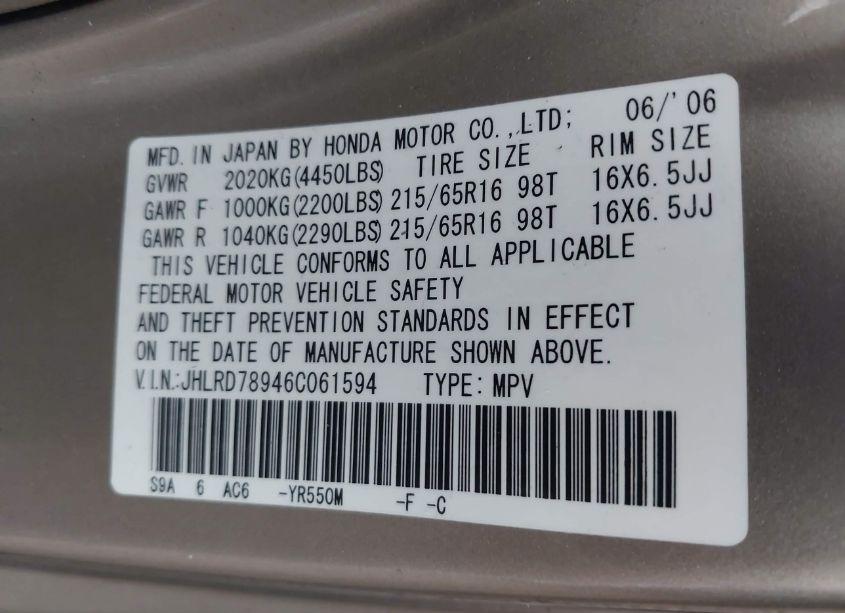 MFD. IN JAPAN BY HONDA MOTOR CO.,LTD; 06/'06
GVWR 2020KG(4450LBS) TIRE SIZE RIM SIZE
GAWR F 1000KG(2200LBS) 215/65R16 98T 16X6.5JJ
GAWR R 1040KG(2290LBS) 215/65R16 98T 16X6.5JJ
THIS VEHICLE CONFORMS TO ALL APPLICABLE
FEDERAL MOTOR VEHICLE SAFETY
AND THEFT PREVENTION STANDARDS IN EFFECT
ON THE DATE OF MANUFACTURE SHOWN ABOVE.
V.I.N.:JHLRD78946C061594 TYPE: MPV
S9A 6 AC6 -YR550M -F -C